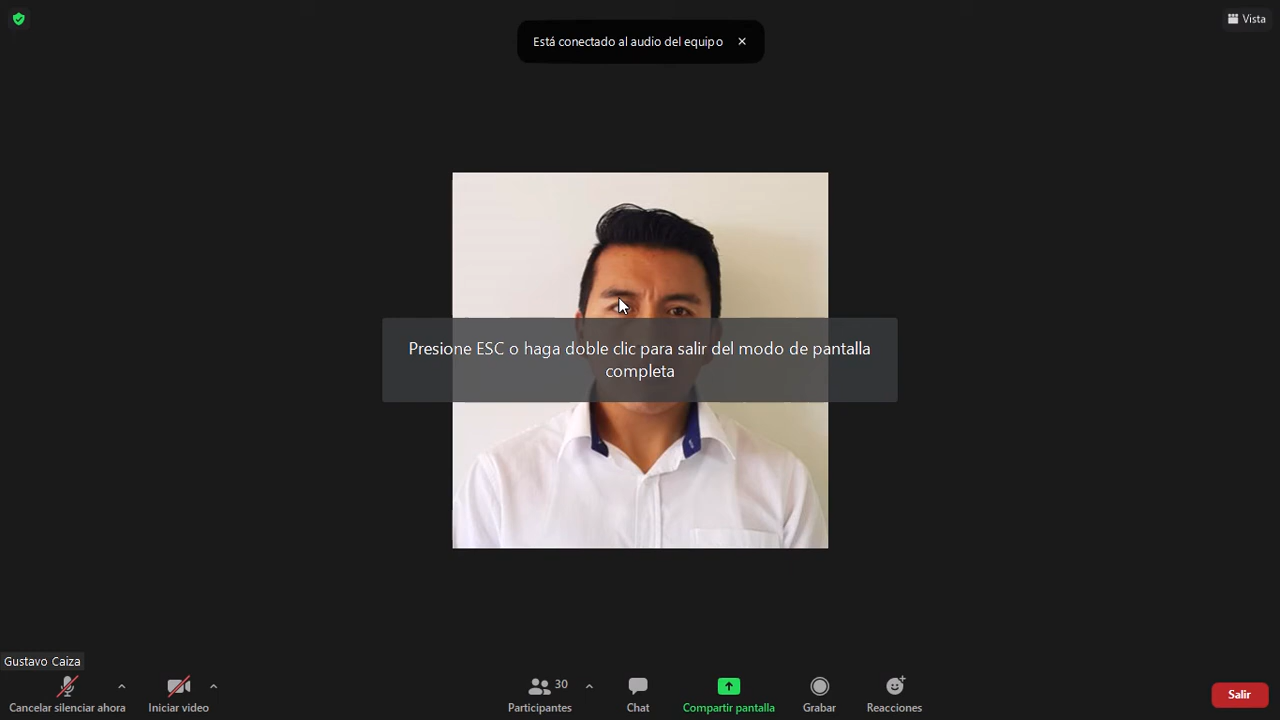 Está conectado al audio del equipo
Vista
Presione ESC o haga doble clic para salir del modo de pantalla
completa
Gustavo Caiza
Cancelar silenciar ahora
Iniciar video
30
Participantes
Chat
Compartir pantalla
Grabar
Reacciones
Salir